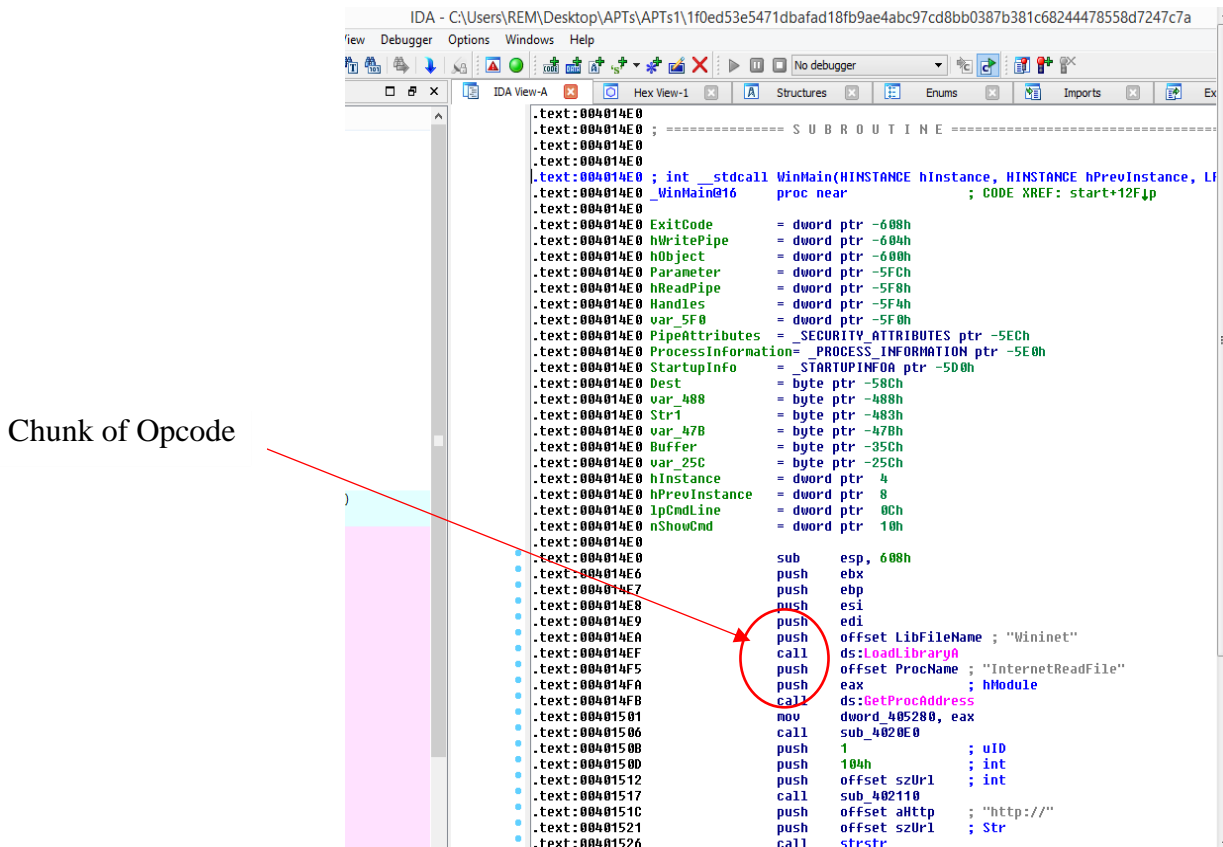 IDA - C:\Users\REM\Desktop\APTs\APTs1\1f0ed53e5471dbafad18fb9ae4abc97cd8bb0387b381c68244478558d7247c7a
View Debugger Options Windows Help
No debugger
IDA View-A Hex View-1 Structures Enums Imports Ex
.text:004014E0
.text:004014E0 ; =============== S U B R O U T I N E =======================================
.text:004014E0
.text:004014E0
.text:004014E0 ; int __stdcall WinMain(HINSTANCE hInstance, HINSTANCE hPrevInstance, LP
.text:004014E0 _WinMain@16 proc near ; CODE XREF: start+12F↓p
.text:004014E0
.text:004014E0 ExitCode = dword ptr -608h
.text:004014E0 hWritePipe = dword ptr -604h
.text:004014E0 hObject = dword ptr -600h
.text:004014E0 Parameter = dword ptr -5FCh
.text:004014E0 hReadPipe = dword ptr -5F8h
.text:004014E0 Handles = dword ptr -5F4h
.text:004014E0 var_5F0 = dword ptr -5F0h
.text:004014E0 PipeAttributes = _SECURITY_ATTRIBUTES ptr -5ECh
.text:004014E0 ProcessInformation= _PROCESS_INFORMATION ptr -5E0h
.text:004014E0 StartupInfo = _STARTUPINFOA ptr -5D0h
.text:004014E0 Dest = byte ptr -58Ch
.text:004014E0 var_488 = byte ptr -488h
.text:004014E0 Str1 = byte ptr -483h
.text:004014E0 var_47B = byte ptr -47Bh
Chunk of Opcode
.text:004014E0 Buffer = byte ptr -35Ch
.text:004014E0 var_25C = byte ptr -25Ch
.text:004014E0 hInstance = dword ptr 4
.text:004014E0 hPrevInstance = dword ptr 8
.text:004014E0 lpCmdLine = dword ptr 0Ch
.text:004014E0 nShowCmd = dword ptr 10h
.text:004014E0
.text:004014E0 sub esp, 608h
.text:004014E6 push ebx
.text:004014E7 push ebp
.text:004014E8 push esi
.text:004014E9 push edi
.text:004014EA push offset LibFileName ; "Wininet"
.text:004014EF call ds:LoadLibraryA
.text:004014F5 push offset ProcName ; "InternetReadFile"
.text:004014FA push eax ; hModule
.text:004014FB call ds:GetProcAddress
.text:00401501 mov dword_405280, eax
.text:00401506 call sub_4020E0
.text:0040150B push 1 ; uID
.text:0040150D push 104h ; int
.text:00401512 push offset szUrl ; int
.text:00401517 call sub_402110
.text:0040151C push offset aHttp ; "http://"
.text:00401521 push offset szUrl ; Str
.text:00401526 call strstr